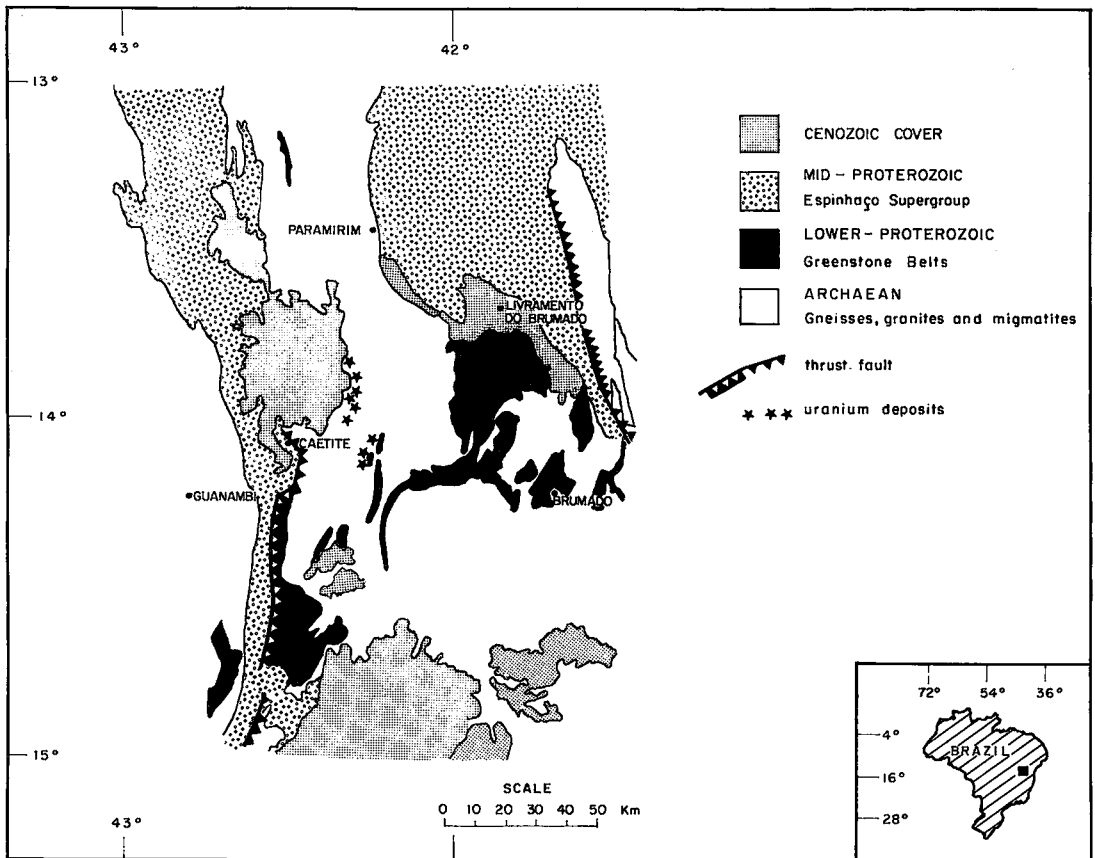 43°
42°
13°
CENOZOIC COVER
MID - PROTEROZOIC
Espinhaço Supergroup
LOWER - PROTEROZOIC
Greenstone Belts
ARCHAEAN
Gneisses, granites and migmatites
thrust. fault
uranium deposits
PARAMIRIM
LIVRAMENTO
DO BRUMADO
14°
CAETITE
GUANAMBI
BRUMADO
15°
SCALE
0 10 20 30 40 50 Km
43°
42°
72° 54° 36°
4°
BRAZIL
16°
28°